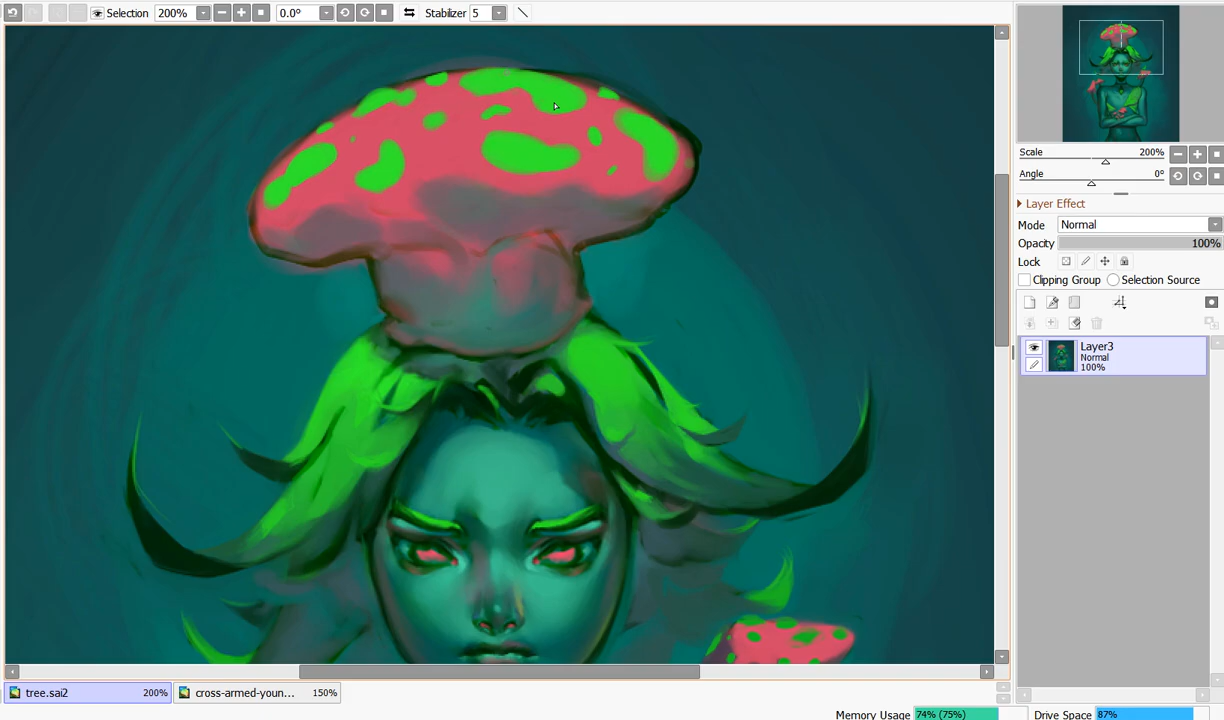 Selection 200% 0.0° Stabilizer 5
Scale 200%
Angle 0°
Layer Effect
Mode Normal
Opacity 100%
Lock
Clipping Group Selection Source
Layer3
Normal
100%
tree.sai2 200% cross-armed-youn... 150%
Memory Usage 74% (75%) Drive Space 87%